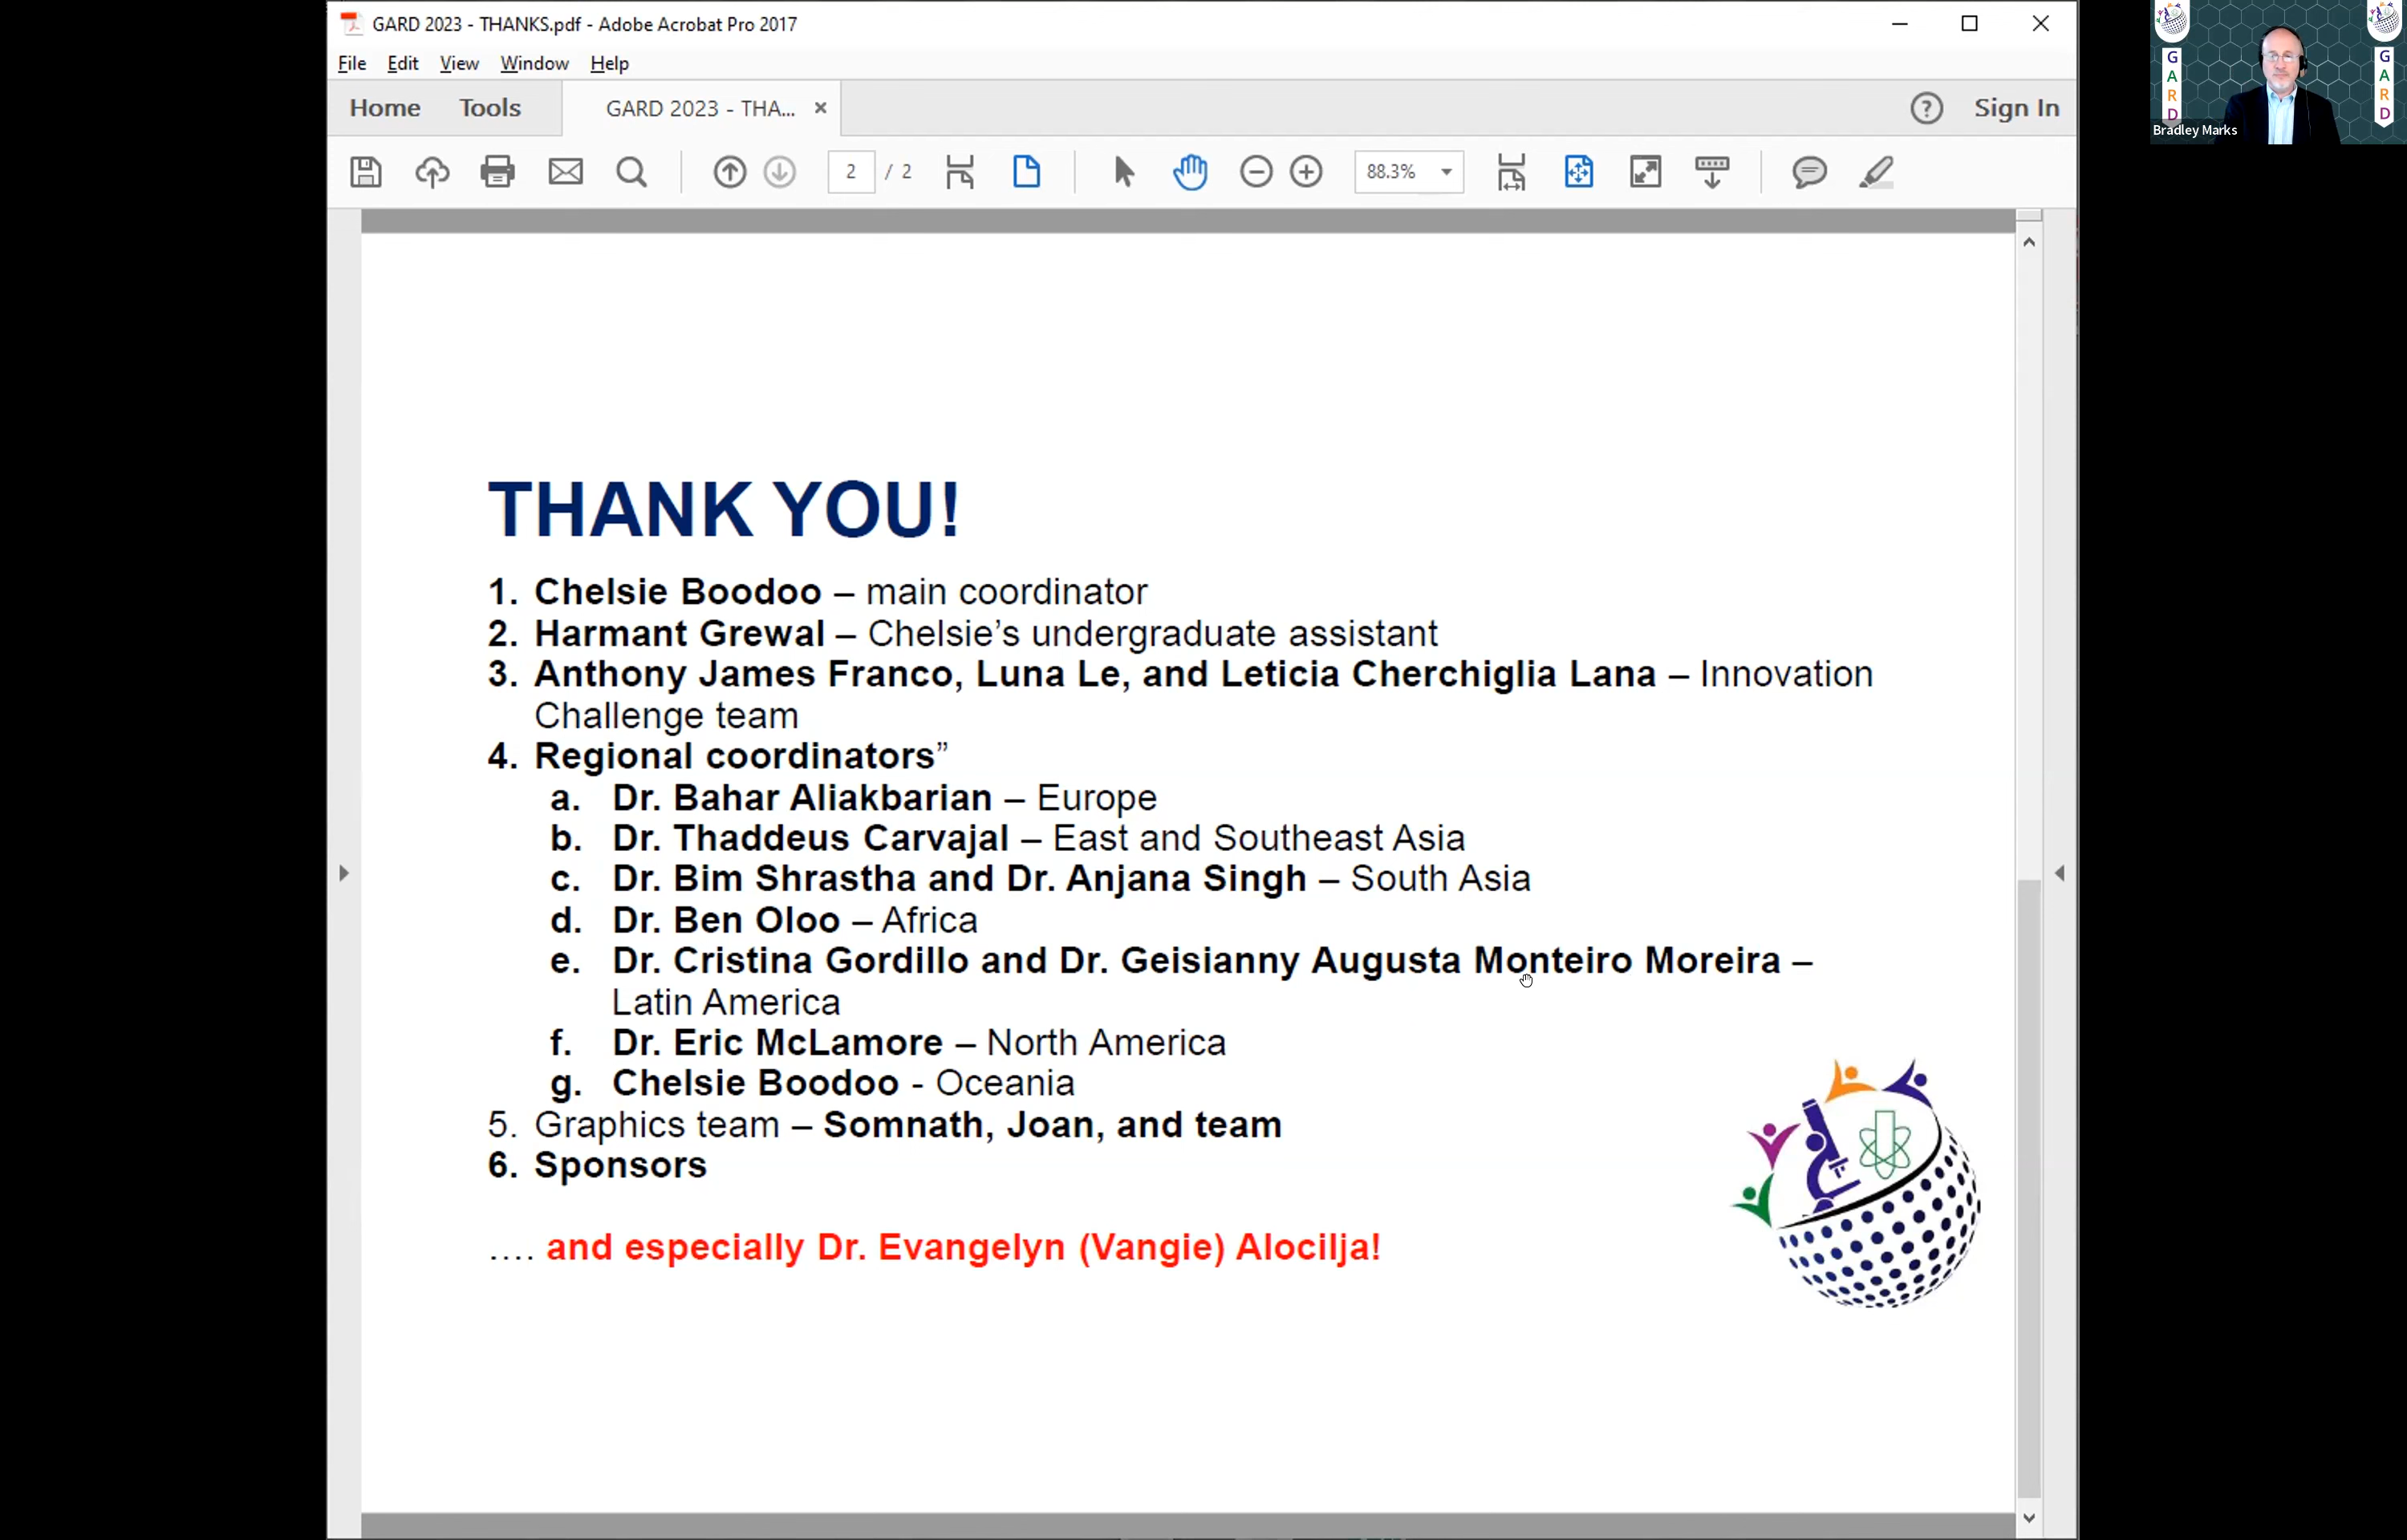 GARD 2023 - THANKS.pdf - Adobe Acrobat Pro 2017
File Edit View Window Help
Home Tools GARD 2023 - THA... × ? Sign In
2 / 2 88.3%
THANK YOU!
1. Chelsie Boodoo – main coordinator
2. Harmant Grewal – Chelsie’s undergraduate assistant
3. Anthony James Franco, Luna Le, and Leticia Cherchiglia Lana – Innovation
Challenge team
4. Regional coordinators”
a. Dr. Bahar Aliakbarian – Europe
b. Dr. Thaddeus Carvajal – East and Southeast Asia
c. Dr. Bim Shrastha and Dr. Anjana Singh – South Asia
d. Dr. Ben Oloo – Africa
e. Dr. Cristina Gordillo and Dr. Geisianny Augusta Monteiro Moreira –
Latin America
f. Dr. Eric McLamore – North America
g. Chelsie Boodoo - Oceania
5. Graphics team – Somnath, Joan, and team
6. Sponsors
.... and especially Dr. Evangelyn (Vangie) Alocilja!
GARD
GARD
Bradley Marks